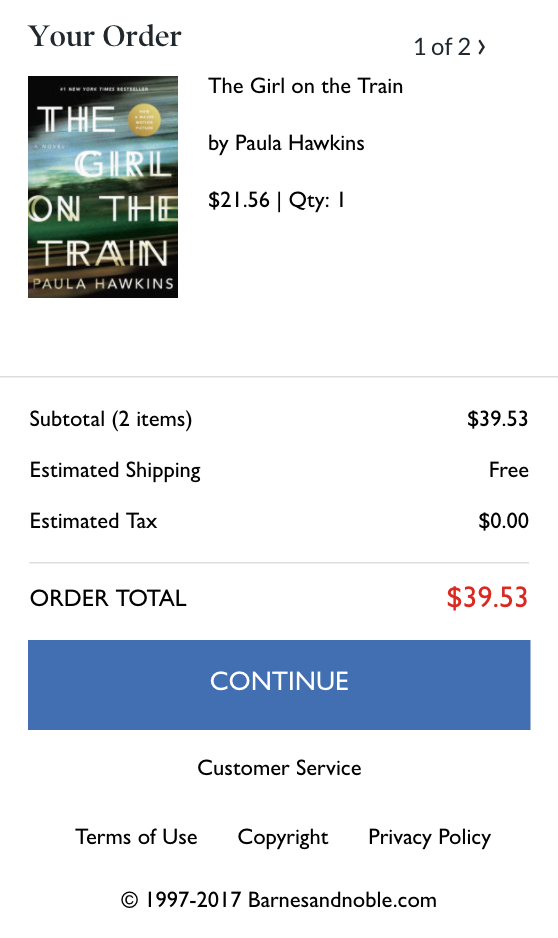 Your Order
1 of 2 ›
#1 NEW YORK TIMES BESTSELLER
THE
NOW
A MAJOR
MOTION
PICTURE
A NOVEL
GIRL
ON THE
TRAIN
PAULA HAWKINS
The Girl on the Train
by Paula Hawkins
$21.56 | Qty: 1
Subtotal (2 items) $39.53
Estimated Shipping Free
Estimated Tax $0.00
ORDER TOTAL $39.53
CONTINUE
Customer Service
Terms of Use Copyright Privacy Policy
© 1997-2017 Barnesandnoble.com